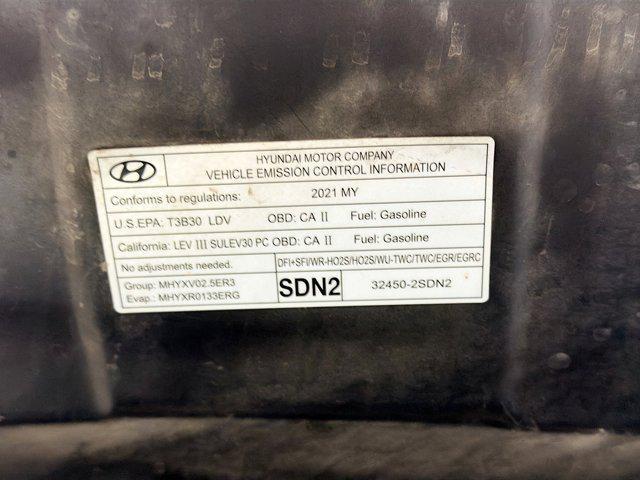 HYUNDAI MOTOR COMPANY
VEHICLE EMISSION CONTROL INFORMATION
Conforms to regulations: 2021 MY
U.S.EPA: T3B30 LDV OBD: CA II Fuel: Gasoline
California: LEV III SULEV30 PC OBD: CA II Fuel: Gasoline
No adjustments needed. DFI+SFI/WR-HO2S/HO2S/WU-TWC/TWC/EGR/EGRC
Group: MHYXV02.5ER3
Evap.: MHYXR0133ERG
SDN2
32450-2SDN2